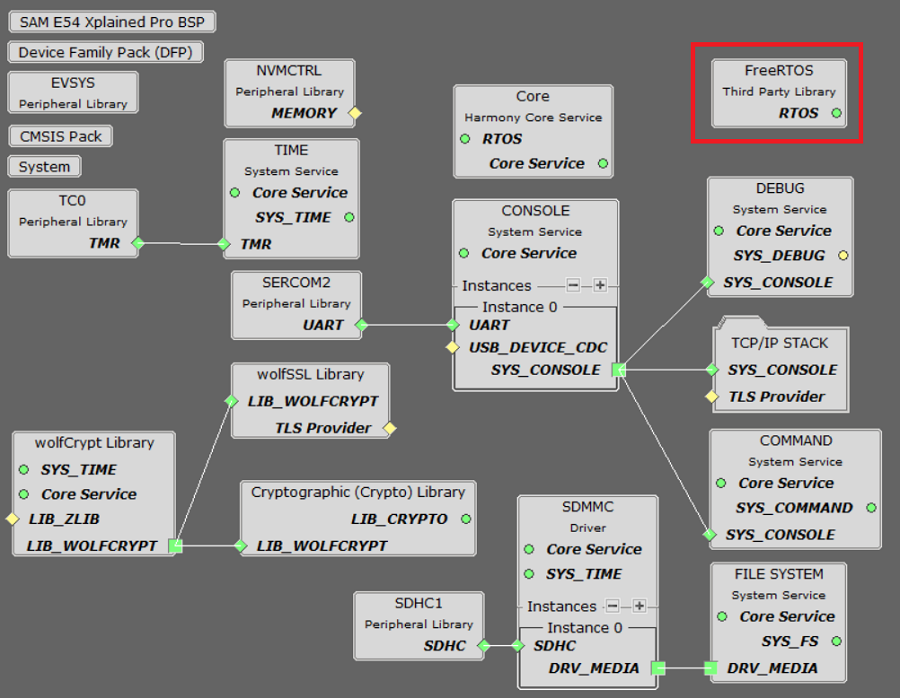 SAM E54 Xplained Pro BSP
Device Family Pack (DFP)
EVSYS
Peripheral Library
CMSIS Pack
System
TC0
Peripheral Library
TMR
NVMCTRL
Peripheral Library
MEMORY
TIME
System Service
Core Service
SYS_TIME
TMR
SERCOM2
Peripheral Library
UART
wolfSSL Library
LIB_WOLFCRYPT
TLS Provider
wolfCrypt Library
SYS_TIME
Core Service
LIB_ZLIB
LIB_WOLFCRYPT
Cryptographic (Crypto) Library
LIB_CRYPTO
LIB_WOLFCRYPT
SDHC1
Peripheral Library
SDHC
Core
Harmony Core Service
RTOS
Core Service
CONSOLE
System Service
Core Service
Instances
Instance 0
UART
USB_DEVICE_CDC
SYS_CONSOLE
SDMMC
Driver
Core Service
SYS_TIME
Instances
Instance 0
SDHC
DRV_MEDIA
FreeRTOS
Third Party Library
RTOS
DEBUG
System Service
Core Service
SYS_DEBUG
SYS_CONSOLE
TCP/IP STACK
SYS_CONSOLE
TLS Provider
COMMAND
System Service
Core Service
SYS_COMMAND
SYS_CONSOLE
FILE SYSTEM
System Service
Core Service
SYS_FS
DRV_MEDIA